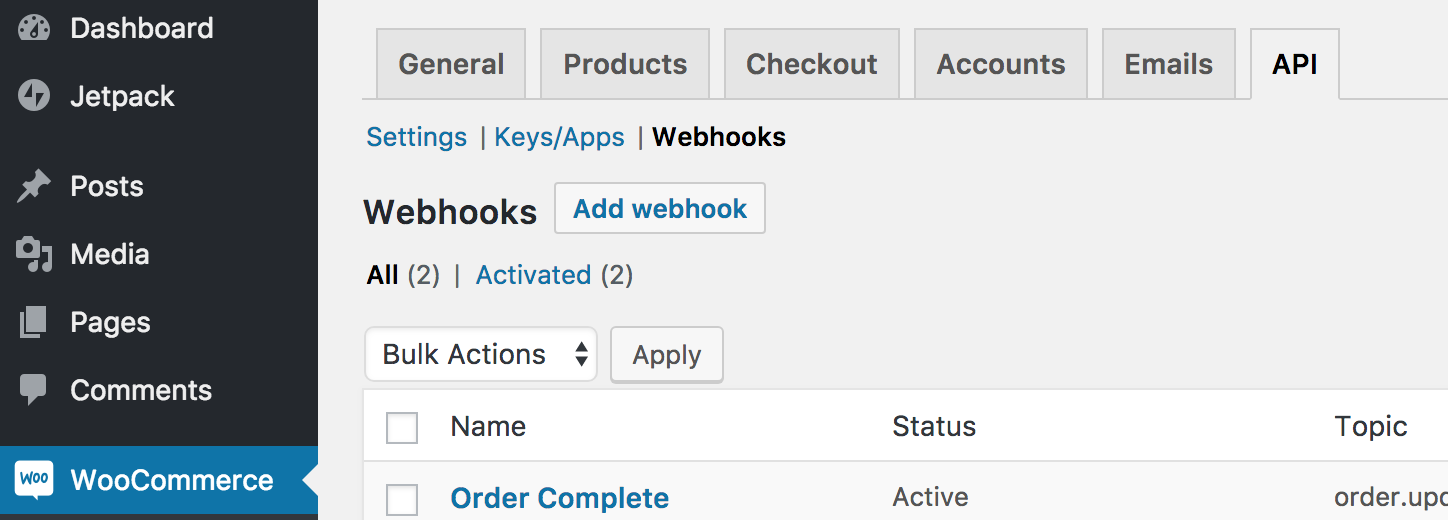 Dashboard
Jetpack
Posts
Media
Pages
Comments
Woo WooCommerce
General Products Checkout Accounts Emails API
Settings | Keys/Apps | Webhooks
Webhooks Add webhook
All (2) | Activated (2)
Bulk Actions Apply
Name Status Topic
Order Complete Active order.upd